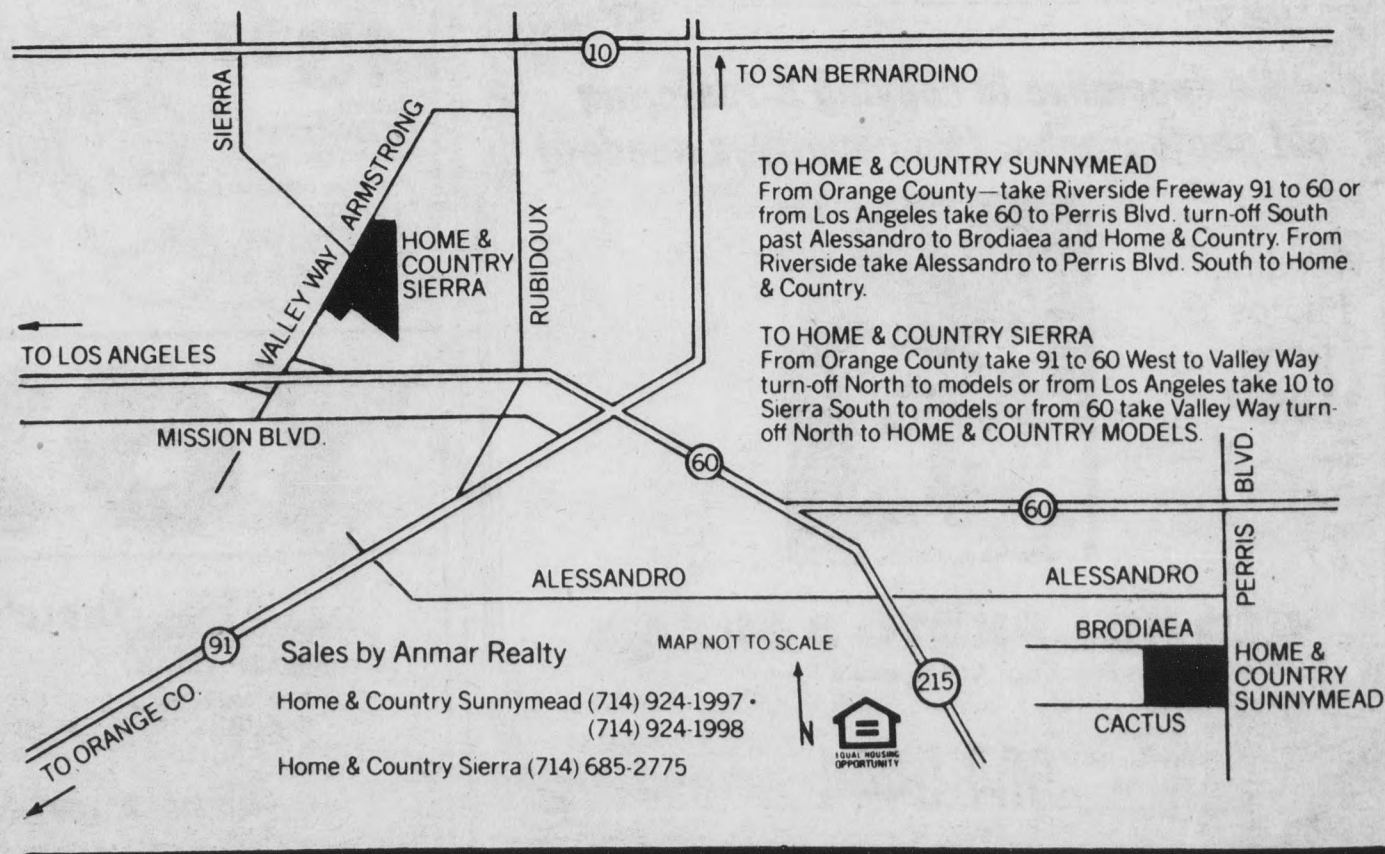 10
TO SAN BERNARDINO
SIERRA
ARMSTRONG
VALLEY WAY
RUBIDOUX
HOME &
COUNTRY
SIERRA
TO LOS ANGELES
MISSION BLVD.
TO HOME & COUNTRY SUNNYMEAD
From Orange County—take Riverside Freeway 91 to 60 or
from Los Angeles take 60 to Perris Blvd. turn-off South
past Alessandro to Brodiaea and Home & Country. From
Riverside take Alessandro to Perris Blvd. South to Home
& Country.
TO HOME & COUNTRY SIERRA
From Orange County take 91 to 60 West to Valley Way
turn-off North to models or from Los Angeles take 10 to
Sierra South to models or from 60 take Valley Way turn-
off North to HOME & COUNTRY MODELS.
60
60
PERRIS BLVD.
ALESSANDRO
ALESSANDRO
BRODIAEA
HOME &
COUNTRY
SUNNYMEAD
CACTUS
91
215
TO ORANGE CO.
Sales by Anmar Realty
Home & Country Sunnymead (714) 924-1997 •
(714) 924-1998
Home & Country Sierra (714) 685-2775
MAP NOT TO SCALE
N
EQUAL HOUSING
OPPORTUNITY